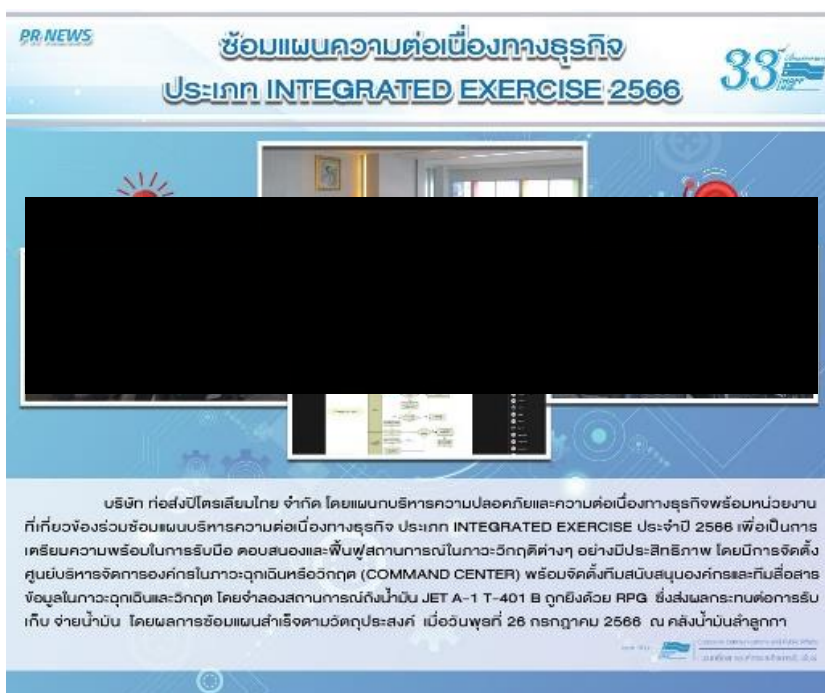 PR NEWS
ซ้อมแผนความต่อเนื่องทางธุรกิจ
ประเภท INTEGRATED EXERCISE 2566
33
บริษัท ท่อส่งปิโตรเลียมไทย จำกัด โดยแผนกบริหารความปลอดภัยและความต่อเนื่องทางธุรกิจพร้อมหน่วยงาน
ที่เกี่ยวข้องร่วมซ้อมแผนบริหารความต่อเนื่องทางธุรกิจ ประเภท INTEGRATED EXERCISE ประจำปี 2566 เพื่อเป็นการ
เตรียมความพร้อมในการรับมือ ตอบสนองและฟื้นฟูสถานการณ์ในภาวะวิกฤติต่างๆ อย่างมีประสิทธิภาพ โดยมีการจัดตั้ง
ศูนย์บริหารจัดการองค์กรในภาวะฉุกเฉินหรือวิกฤต (COMMAND CENTER) พร้อมจัดตั้งทีมสนับสนุนองค์กรและทีมสื่อสาร
ข้อมูลในภาวะฉุกเฉินและวิกฤต โดยจำลองสถานการณ์ถังน้ำมัน JET A-1 T-401 B ถูกยิงด้วย RPG ซึ่งส่งผลกระทบต่อการรับ
เก็บ จ่ายน้ำมัน โดยผลการซ้อมแผนสำเร็จตามวัตถุประสงค์ เมื่อวันพุธที่ 26 กรกฎาคม 2566 ณ คลังน้ำมันลำลูกกา